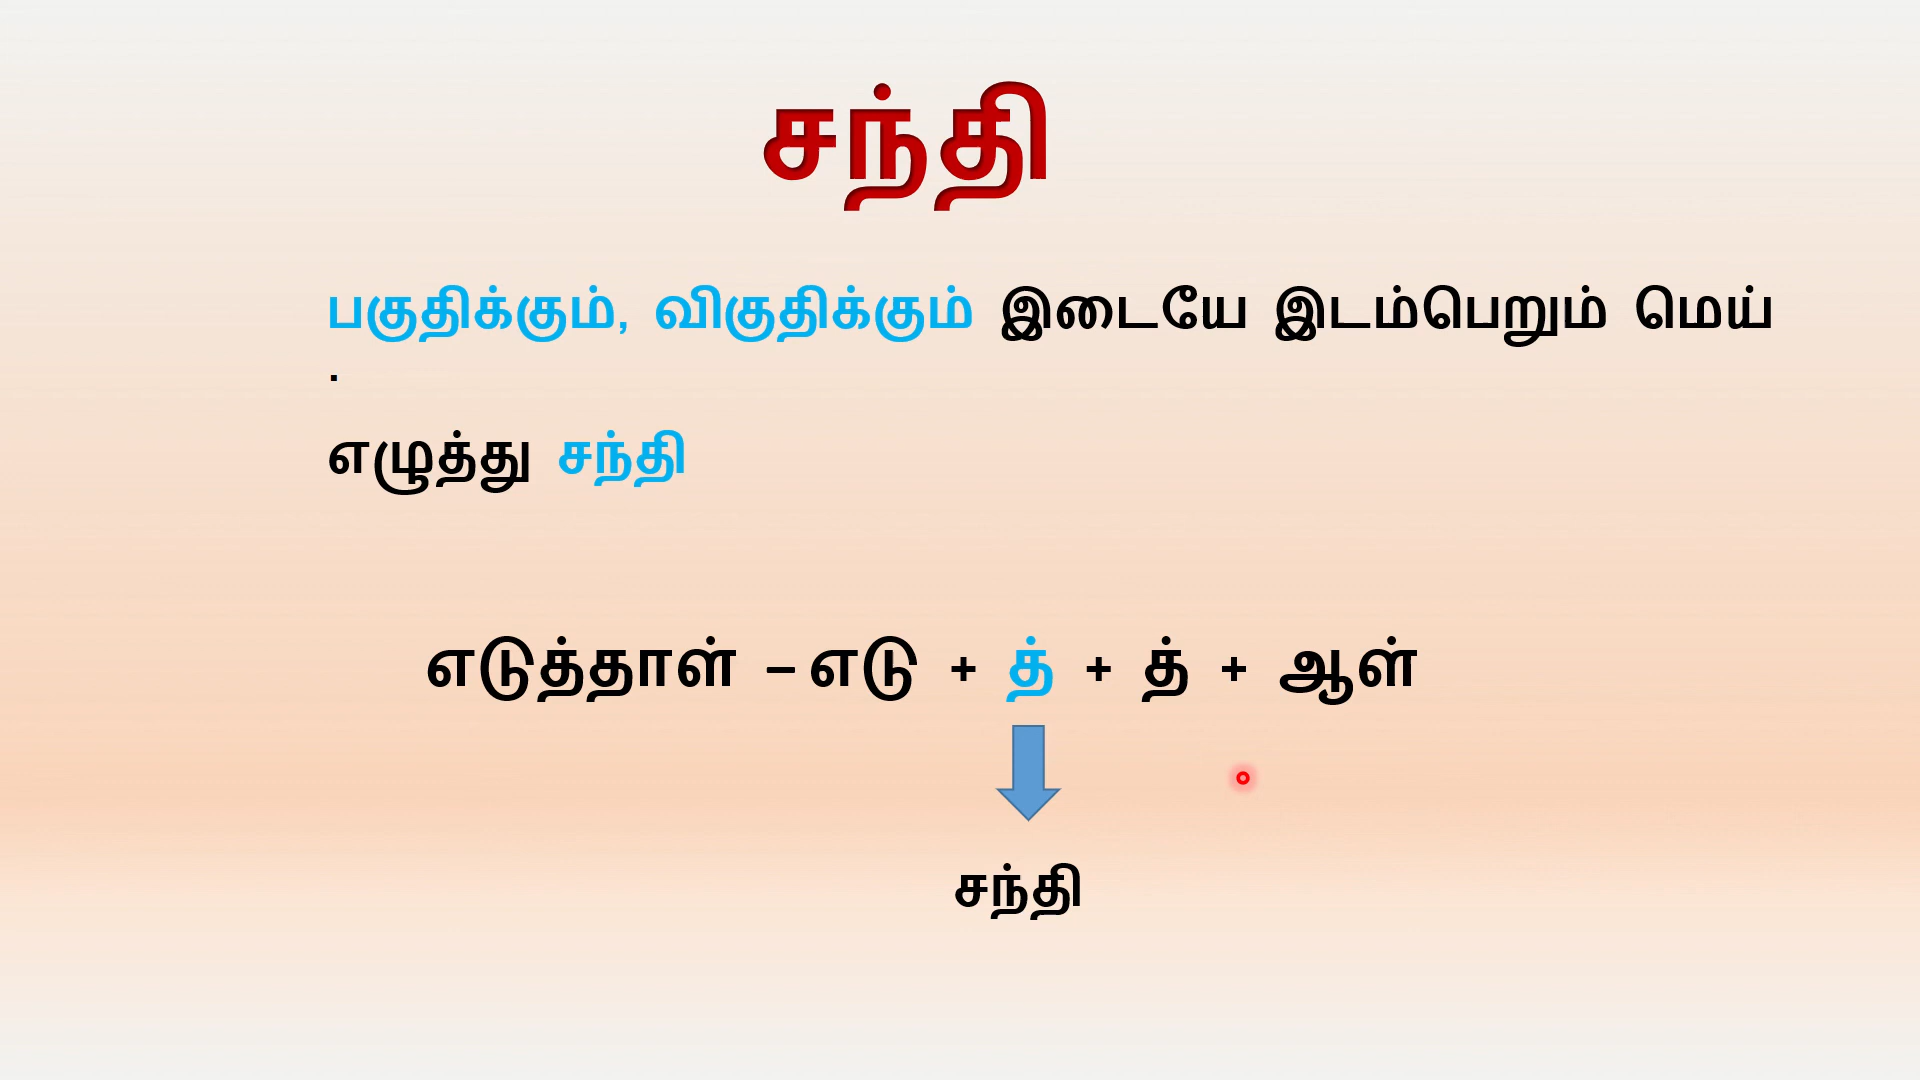 சந்தி
பகுதிக்கும், விகுதிக்கும் இடையே இடம்பெறும் மெய்
.
எழுத்து சந்தி
எடுத்தாள் – எடு + த் + த் + ஆள்
சந்தி